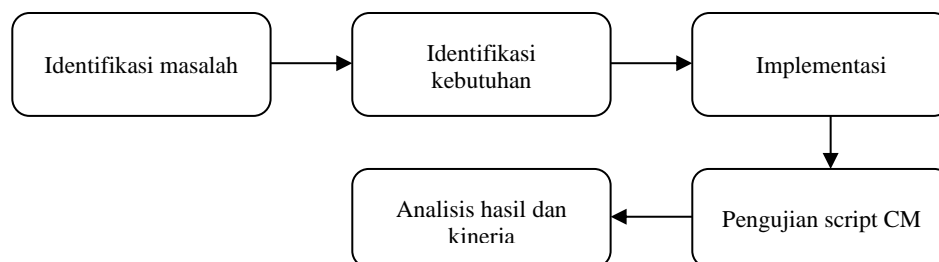 Identifikasi masalah
Identifikasi
kebutuhan
Implementasi
Analisis hasil dan
kinerja
Pengujian script CM